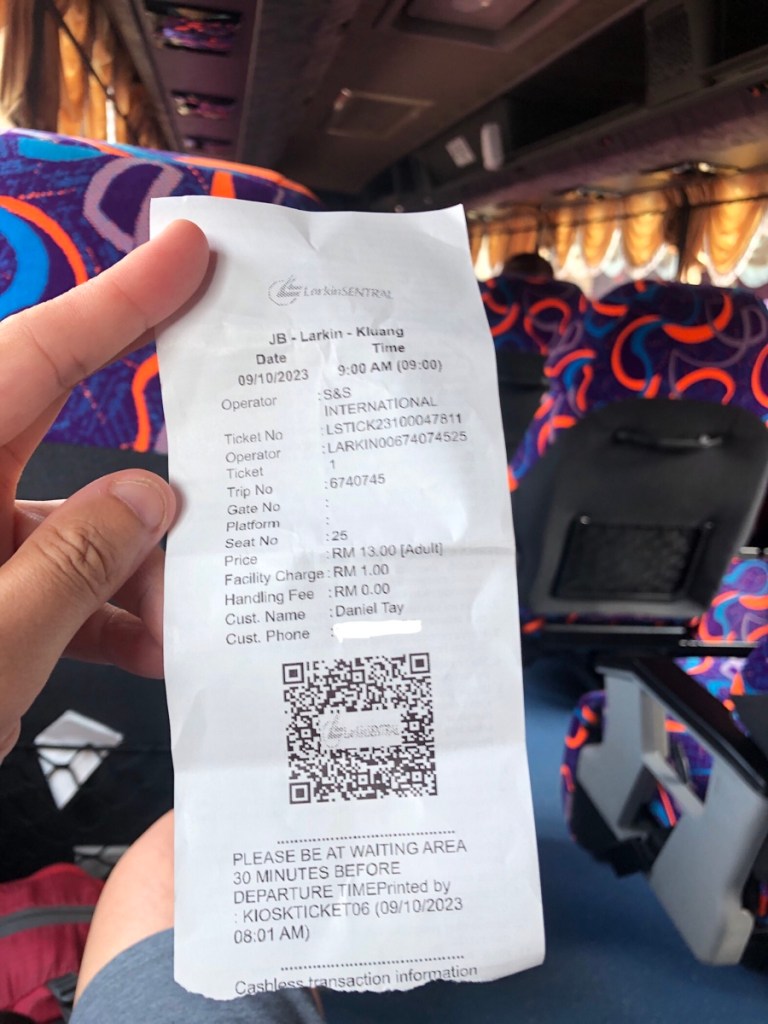 LarkinSENTRAL
JB - Larkin - Kluang
Date Time
09/10/2023 9:00 AM (09:00)
Operator : S&S
INTERNATIONAL
Ticket No : LSTICK23100047811
Operator : LARKIN00674074525
Ticket 1
Trip No : 6740745
Gate No :
Platform :
Seat No : 25
Price : RM 13.00 [Adult]
Facility Charge : RM 1.00
Handling Fee : RM 0.00
Cust. Name : Daniel Tay
Cust. Phone :
LarkinSENTRAL
PLEASE BE AT WAITING AREA
30 MINUTES BEFORE
DEPARTURE TIMEPrinted by
: KIOSKTICKET06 (09/10/2023
08:01 AM)
Cashless transaction information